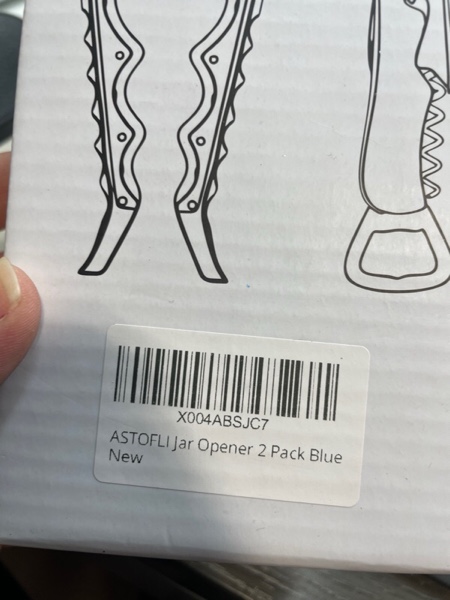 X004ABSJC7
ASTOFLI Jar Opener 2 Pack Blue
New